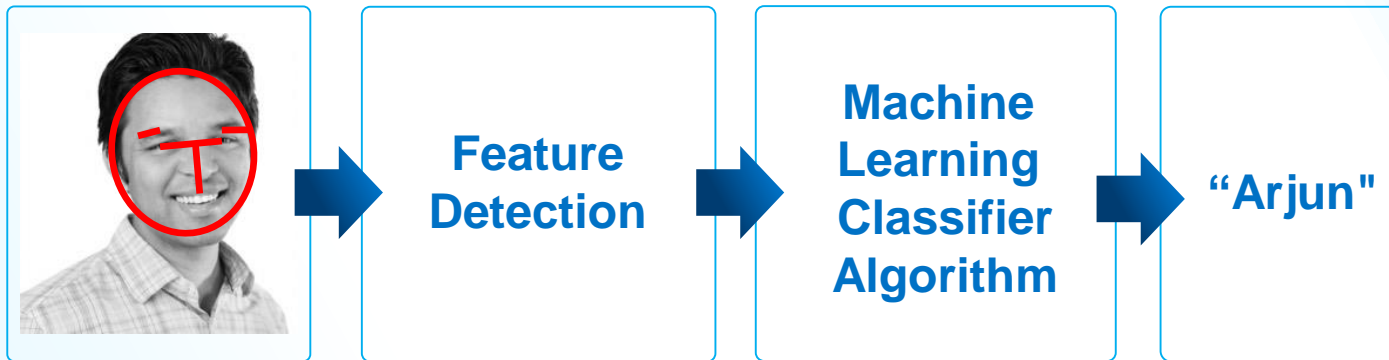 Feature
Detection
Machine
Learning
Classifier
Algorithm
“Arjun"